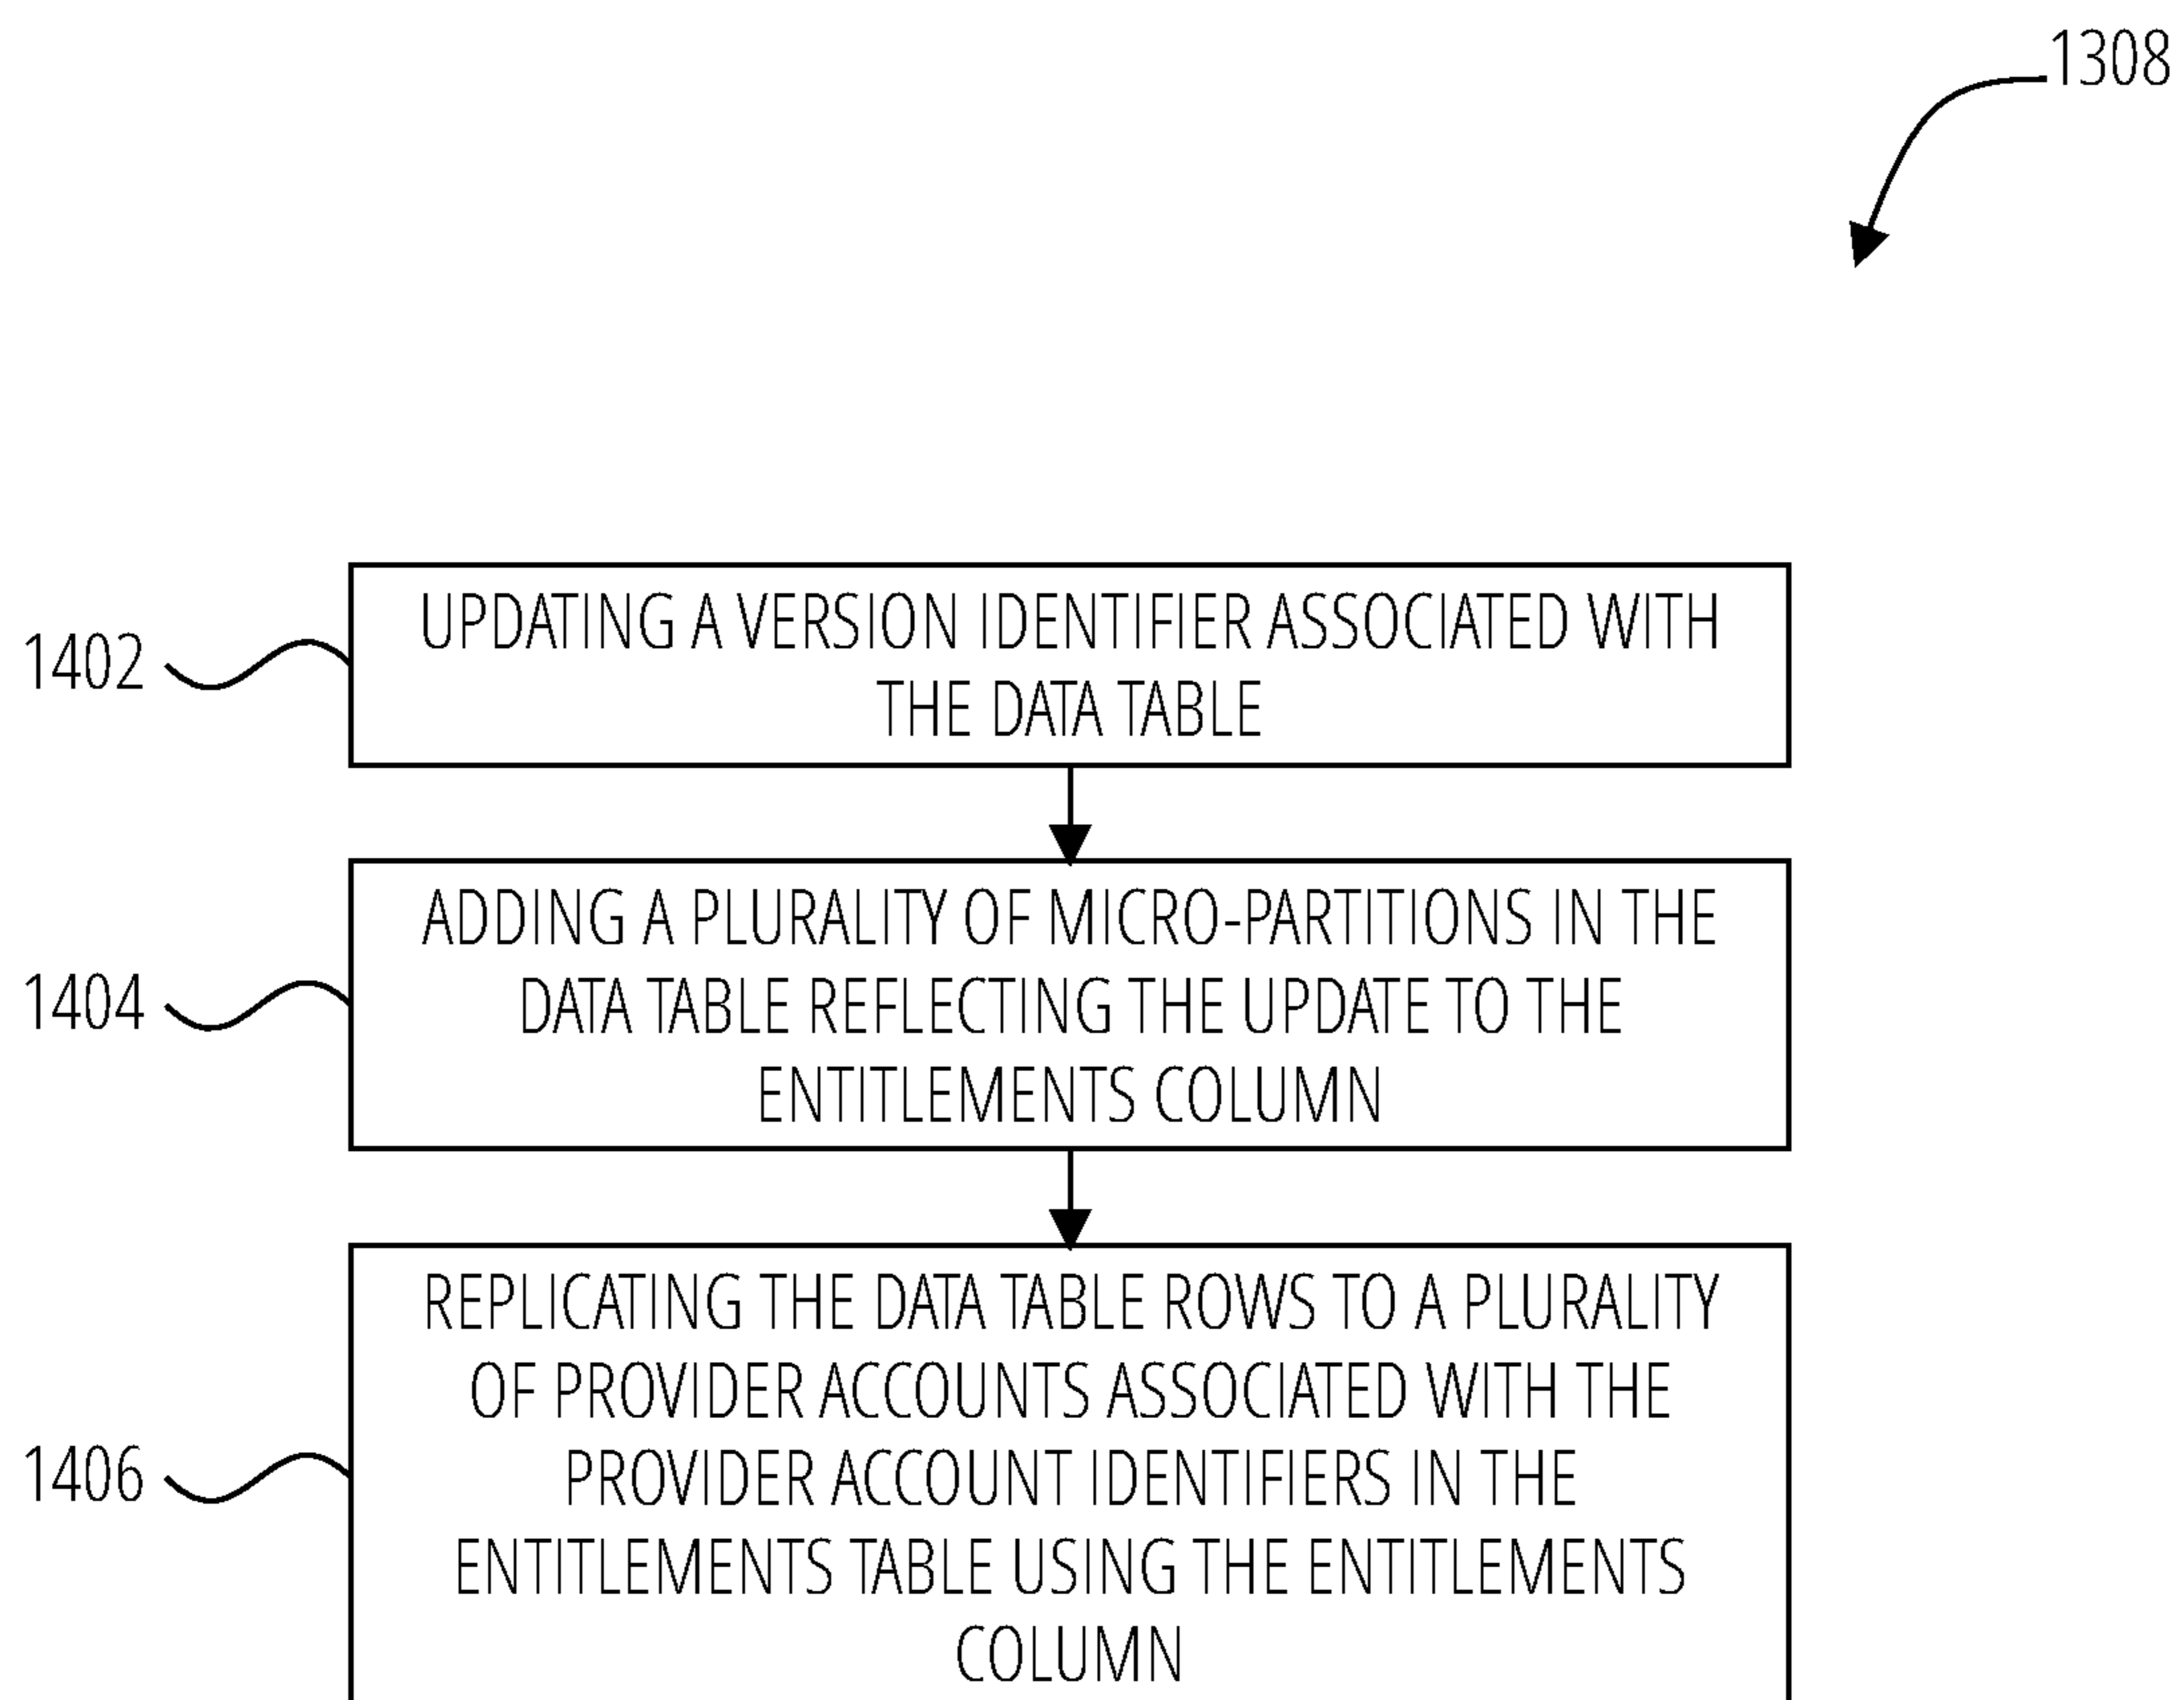 1308
1402
UPDATING A VERSION IDENTIFIER ASSOCIATED WITH
THE DATA TABLE
1404
ADDING A PLURALITY OF MICRO-PARTITIONS IN THE
DATA TABLE REFLECTING THE UPDATE TO THE
ENTITLEMENTS COLUMN
1406
REPLICATING THE DATA TABLE ROWS TO A PLURALITY
OF PROVIDER ACCOUNTS ASSOCIATED WITH THE
PROVIDER ACCOUNT IDENTIFIERS IN THE
ENTITLEMENTS TABLE USING THE ENTITLEMENTS
COLUMN